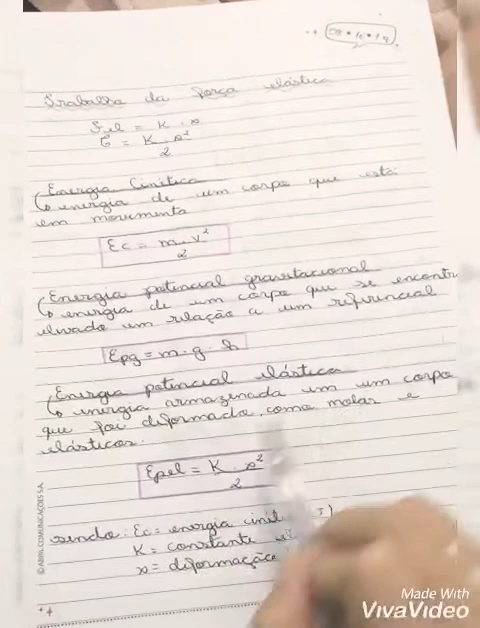 08.10.19
Trabalho da força elástica
Fel = K . x
τ = K . x²
2
Energia Cinética
↳ energia de um corpo que está
em movimento
Ec = m.v²
2
Energia potencial gravitacional
↳ energia de um corpo que se encontr
elevado em relação a um referencial
Epg = m . g . h
Energia potencial elástica
↳ energia armazenada em um corpo
que foi deformado, como molas e
elásticos.
Epel = K . x²
2
sendo: Ec = energia cinét
K = constante
x = deformação
© ABRIL COMUNICAÇÕES S.A.
Made With
VivaVideo